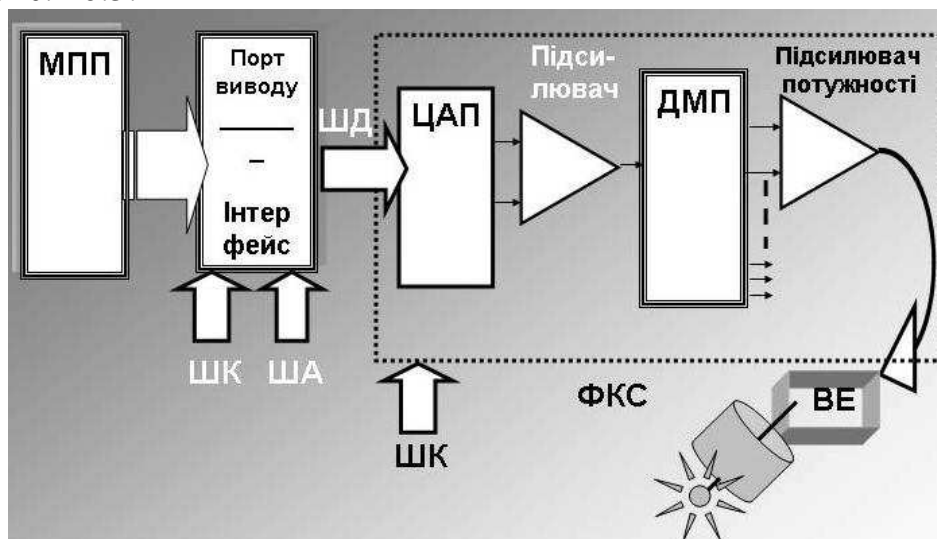 МПП
Порт
виводу
–
Інтер
фейс
ШД
ЦАП
Підси-
лювач
ДМП
Підсилювач
потужності
ШК
ША
ШК
ФКС
ВЕ